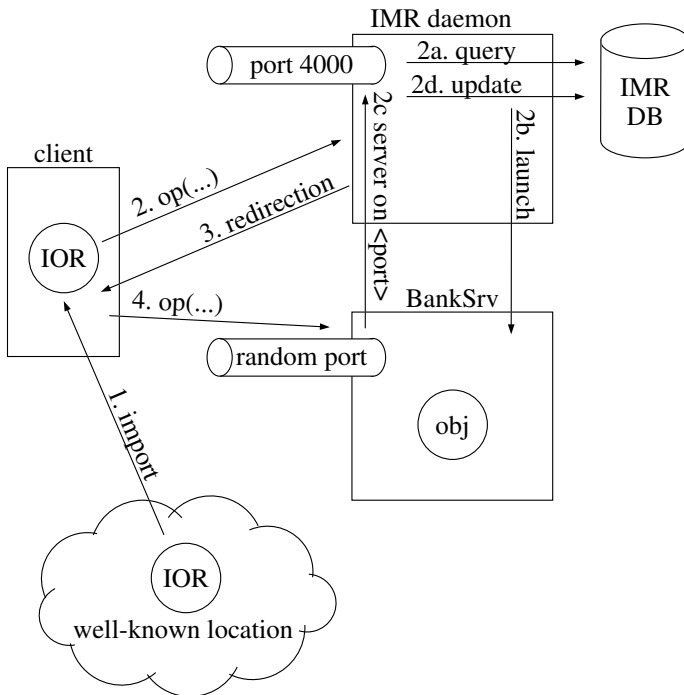 IMR daemon
port 4000
2a. query
2d. update
IMR
DB
2c server on <port>
2b. launch
client
2. op(...)
3. redirection
IOR
4. op(...)
BankSrv
random port
1. import
obj
IOR
well-known location